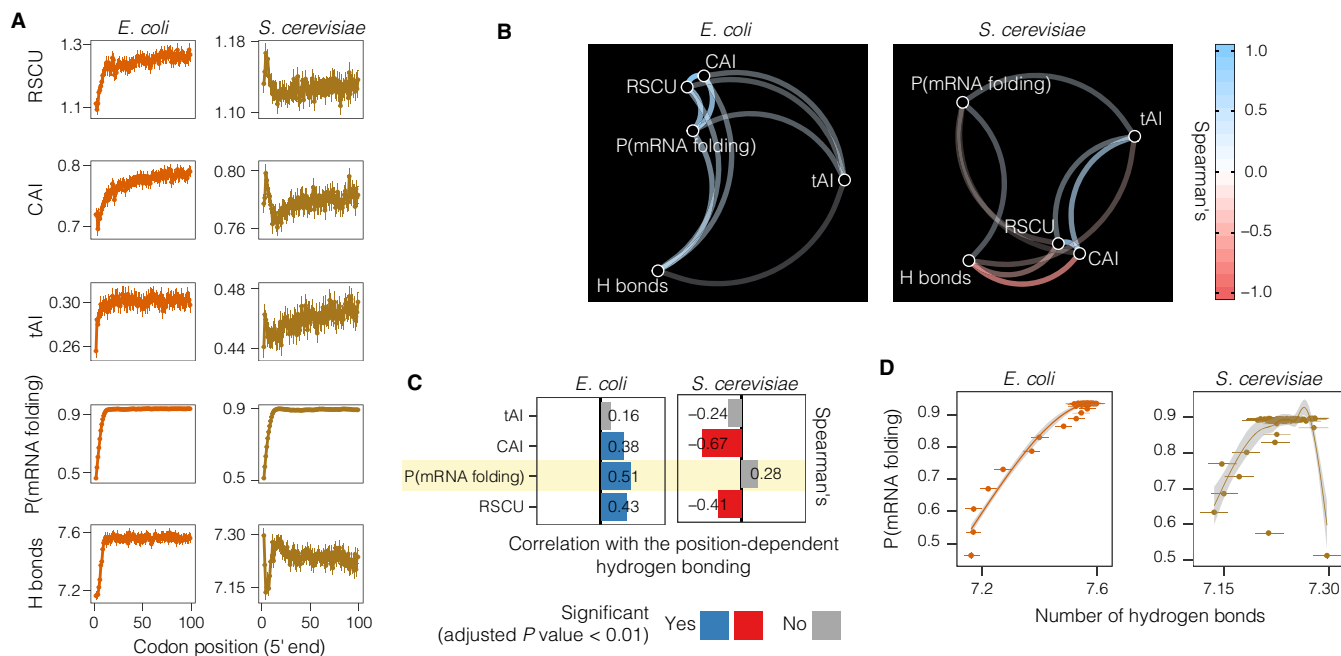 A
E. coli
S. cerevisiae
RSCU
1.3
1.1
1.18
1.10
CAI
0.8
0.7
0.80
0.76
tAI
0.30
0.26
0.48
0.44
P(mRNA folding)
0.9
0.5
0.9
0.5
H bonds
7.6
7.2
7.30
7.15
0 50 100
0 50 100
Codon position (5' end)
B
E. coli
S. cerevisiae
CAI
RSCU
P(mRNA folding)
tAI
H bonds
P(mRNA folding)
tAI
RSCU
CAI
H bonds
Spearman's
1.0
0.5
0.0
−0.5
−1.0
C
E. coli
S. cerevisiae
tAI
0.16
−0.24
CAI
0.38
−0.67
P(mRNA folding)
0.51
0.28
RSCU
0.43
−0.41
Spearman's
Correlation with the position-dependent
hydrogen bonding
Significant
(adjusted P value < 0.01)
Yes
No
D
E. coli
S. cerevisiae
P(mRNA folding)
0.9
0.8
0.7
0.6
0.5
7.2 7.6
0.9
0.8
0.7
0.6
0.5
7.15 7.30
Number of hydrogen bonds